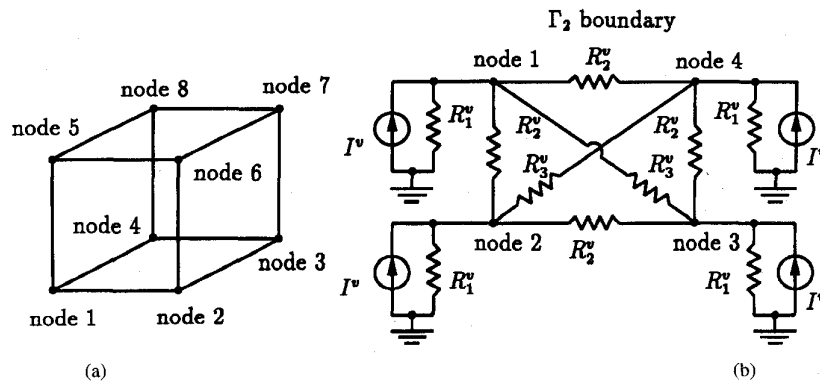 Γ₂ boundary
node 8
node 7
node 5
node 6
node 4
node 3
node 1
node 2
(a)
node 1
R₂ᵛ
node 4
Iᵛ
R₁ᵛ
R₂ᵛ
R₃ᵛ
R₃ᵛ
R₂ᵛ
R₁ᵛ
Iᵛ
node 2
R₂ᵛ
node 3
Iᵛ
R₁ᵛ
R₁ᵛ
Iᵛ
(b)